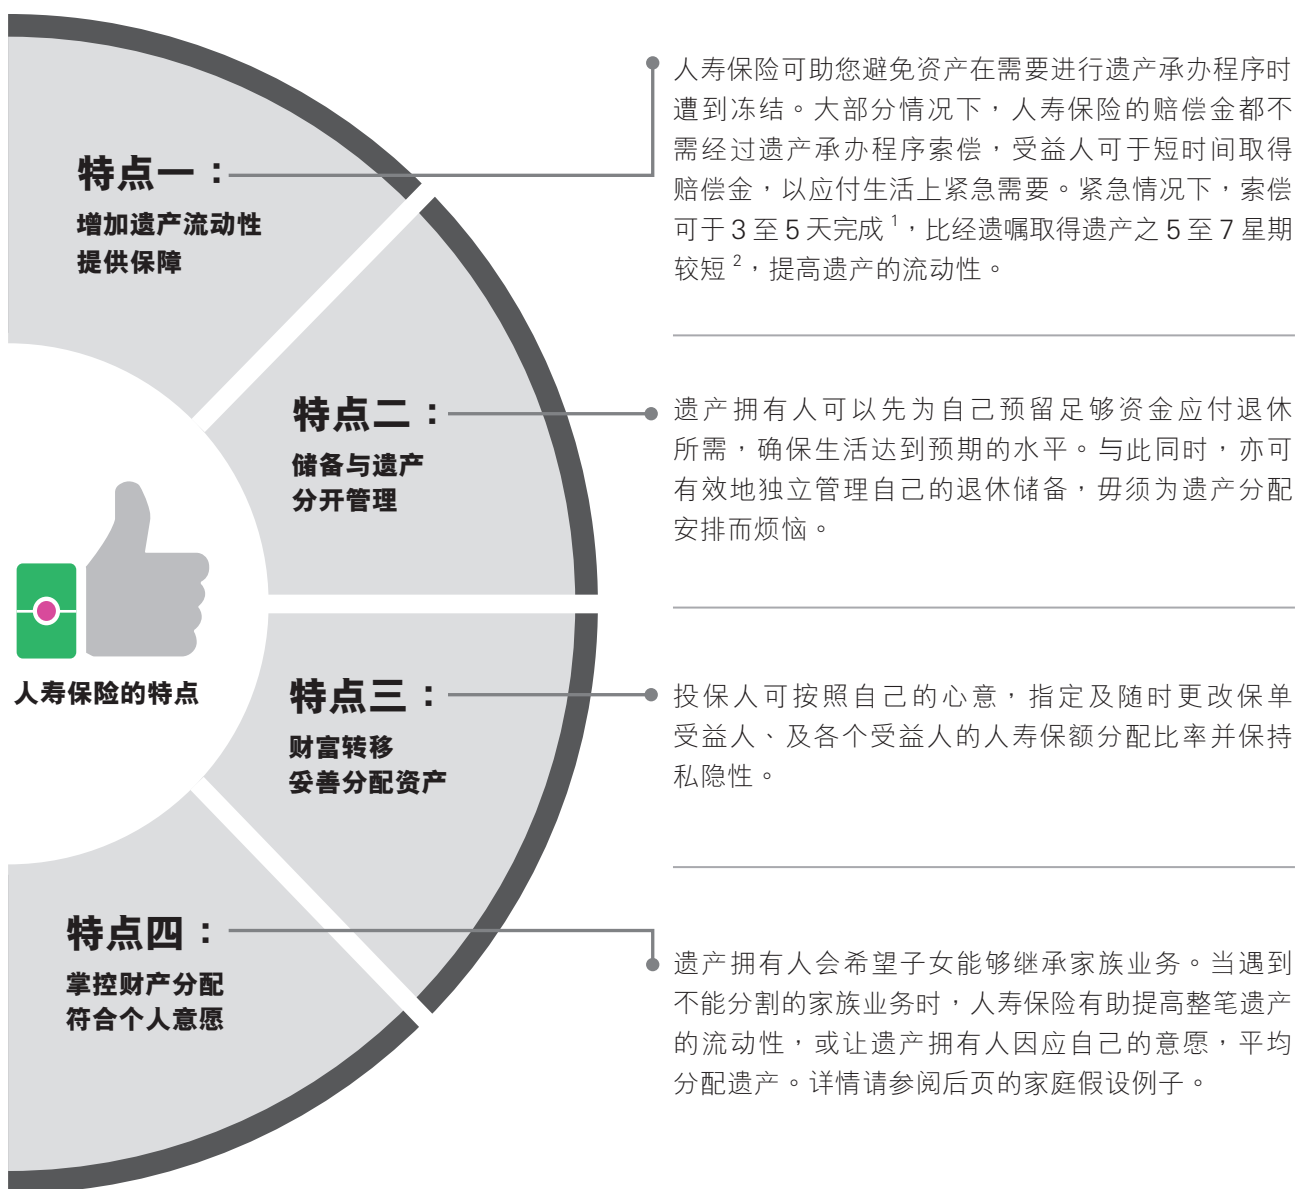 特点一：
增加遗产流动性
提供保障
人寿保险可助您避免资产在需要进行遗产承办程序时
遭到冻结。大部分情况下，人寿保险的赔偿金都不
需经过遗产承办程序索偿，受益人可于短时间取得
赔偿金，以应付生活上紧急需要。紧急情况下，索偿
可于 3 至 5 天完成 ¹，比经遗嘱取得遗产之 5 至 7 星期
较短 ²，提高遗产的流动性。
特点二：
储备与遗产
分开管理
遗产拥有人可以先为自己预留足够资金应付退休
所需，确保生活达到预期的水平。与此同时，亦可
有效地独立管理自己的退休储备，毋须为遗产分配
安排而烦恼。
人寿保险的特点
特点三：
财富转移
妥善分配资产
投保人可按照自己的心意，指定及随时更改保单
受益人、及各个受益人的人寿保额分配比率并保持
私隐性。
特点四：
掌控财产分配
符合个人意愿
遗产拥有人会希望子女能够继承家族业务。当遇到
不能分割的家族业务时，人寿保险有助提高整笔遗产
的流动性，或让遗产拥有人因应自己的意愿，平均
分配遗产。详情请参阅后页的家庭假设例子。